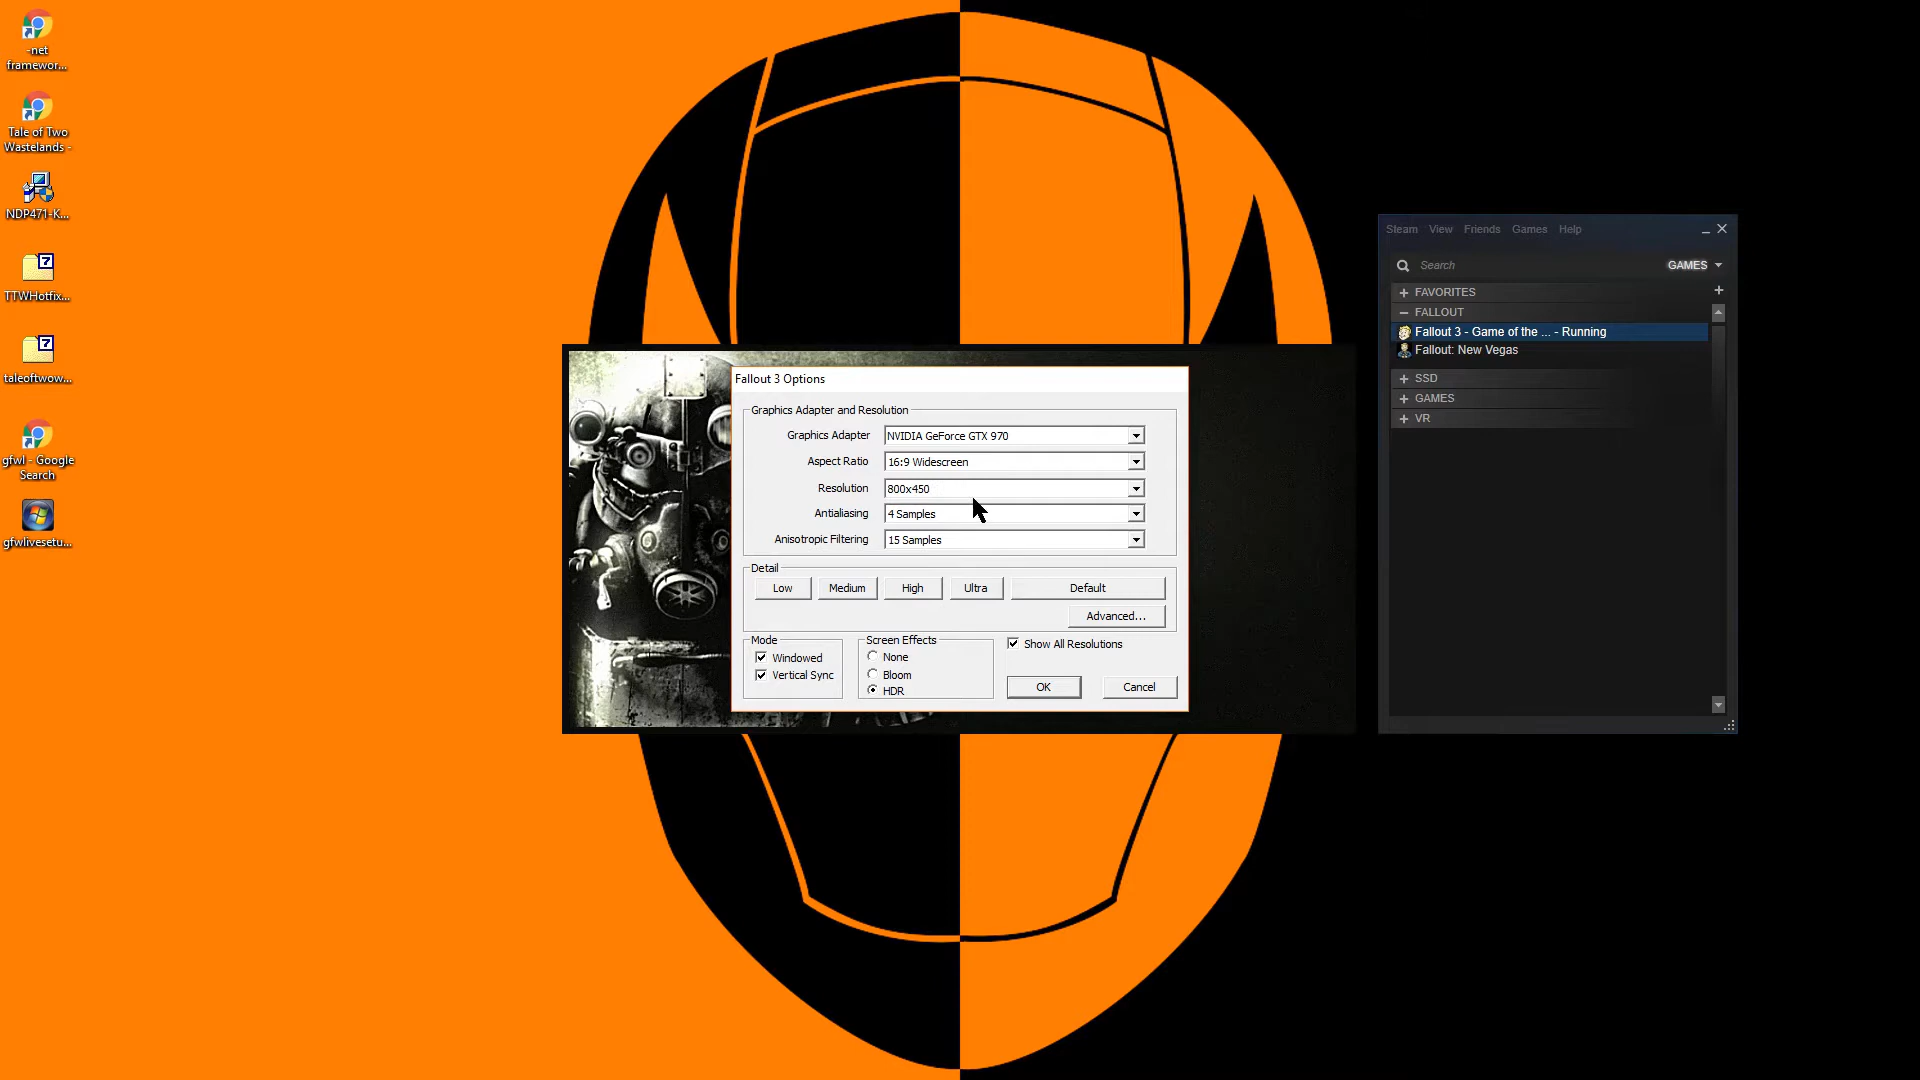 -net
framewor...
Tale of Two
Wastelands -
NDP471-K...
TTWHotfix...
taleoftwow...
gfwl - Google
Search
gfwlivesetu...
Fallout 3 Options
Graphics Adapter and Resolution
Graphics Adapter NVIDIA GeForce GTX 970
Aspect Ratio 16:9 Widescreen
Resolution 800x450
Antialiasing 4 Samples
Anisotropic Filtering 15 Samples
Detail
Low Medium High Ultra Default
Advanced...
Mode
Windowed
Vertical Sync
Screen Effects
None
Bloom
HDR
Show All Resolutions
OK Cancel
Steam View Friends Games Help
Search GAMES
FAVORITES
FALLOUT
Fallout 3 - Game of the ... - Running
Fallout: New Vegas
SSD
GAMES
VR